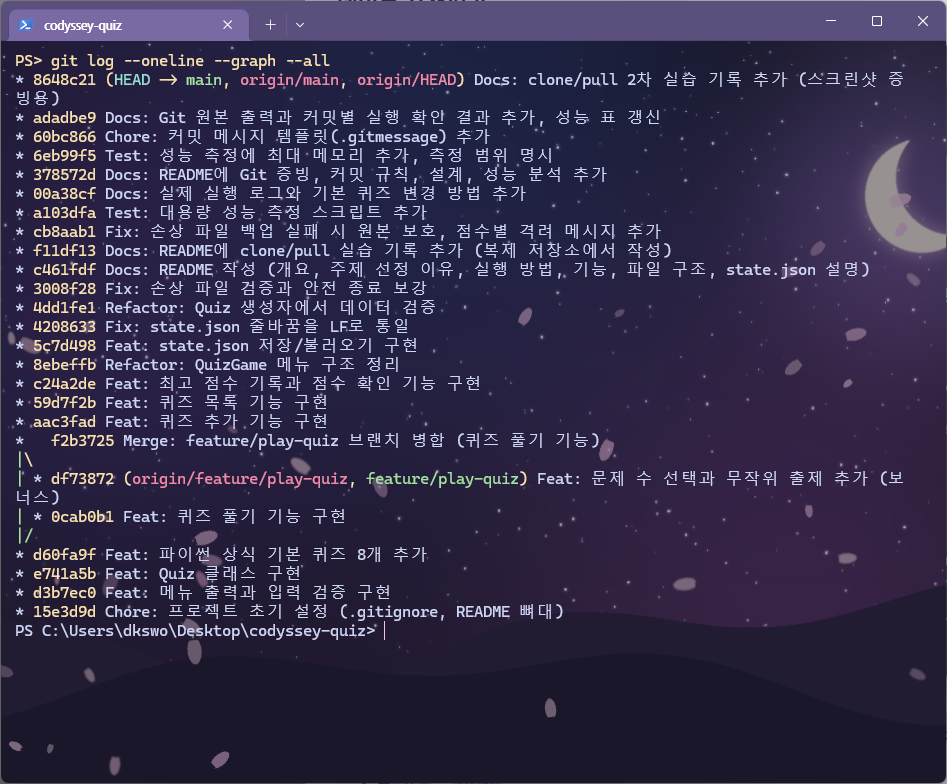 codyssey-quiz
PS> git log --oneline --graph --all
* 8648c21 (HEAD -> main, origin/main, origin/HEAD) Docs: clone/pull 2차 실습 기록 추가 (스크린샷 증
빙용)
* adadbe9 Docs: Git 원본 출력과 커밋별 실행 확인 결과 추가, 성능 표 갱신
* 60bc866 Chore: 커밋 메시지 템플릿(.gitmessage) 추가
* 6eb99f5 Test: 성능 측정에 최대 메모리 추가, 측정 범위 명시
* 378572d Docs: README에 Git 증빙, 커밋 규칙, 설계, 성능 분석 추가
* 00a38cf Docs: 실제 실행 로그와 기본 퀴즈 변경 방법 추가
* a103dfa Test: 대용량 성능 측정 스크립트 추가
* cb8aab1 Fix: 손상 파일 백업 실패 시 원본 보호, 점수별 격려 메시지 추가
* f11df13 Docs: README에 clone/pull 실습 기록 추가 (복제 저장소에서 작성)
* c461fdf Docs: README 작성 (개요, 주제 선정 이유, 실행 방법, 기능, 파일 구조, state.json 설명)
* 3008f28 Fix: 손상 파일 검증과 안전 종료 보강
* 4dd1fe1 Refactor: Quiz 생성자에서 데이터 검증
* 4208633 Fix: state.json 줄바꿈을 LF로 통일
* 5c7d498 Feat: state.json 저장/불러오기 구현
* 8ebeffb Refactor: QuizGame 메뉴 구조 정리
* c24a2de Feat: 최고 점수 기록과 점수 확인 기능 구현
* 59d7f2b Feat: 퀴즈 목록 기능 구현
* aac3fad Feat: 퀴즈 추가 기능 구현
*   f2b3725 Merge: feature/play-quiz 브랜치 병합 (퀴즈 풀기 기능)
|\
| * df73872 (origin/feature/play-quiz, feature/play-quiz) Feat: 문제 수 선택과 무작위 출제 추가 (보
너스)
| * 0cab0b1 Feat: 퀴즈 풀기 기능 구현
|/
* d60fa9f Feat: 파이썬 상식 기본 퀴즈 8개 추가
* e741a5b Feat: Quiz 클래스 구현
* d3b7ec0 Feat: 메뉴 출력과 입력 검증 구현
* 15e3d9d Chore: 프로젝트 초기 설정 (.gitignore, README 뼈대)
PS C:\Users\dkswo\Desktop\codyssey-quiz>